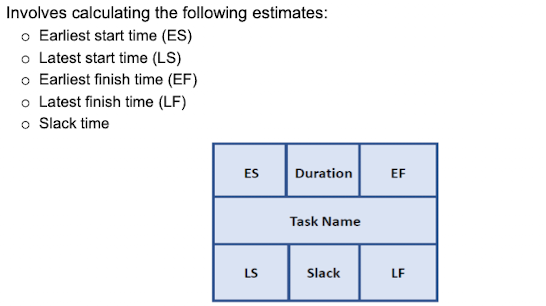 Involves calculating the following estimates:
o Earliest start time (ES)
o Latest start time (LS)
o Earliest finish time (EF)
o Latest finish time (LF)
o Slack time
ES Duration EF
Task Name
LS Slack LF